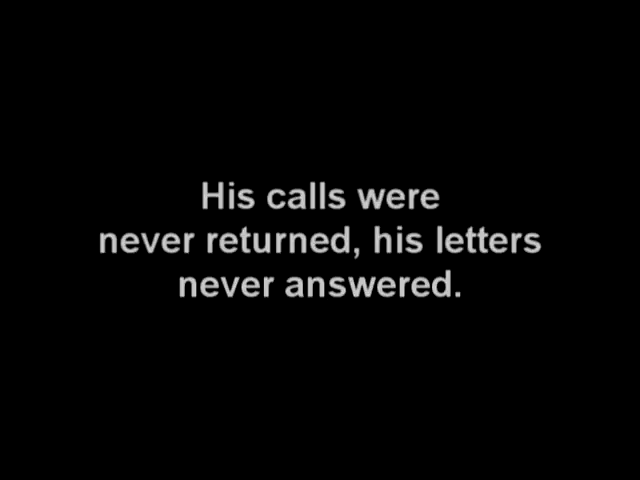 His calls were
never returned, his letters
never answered.